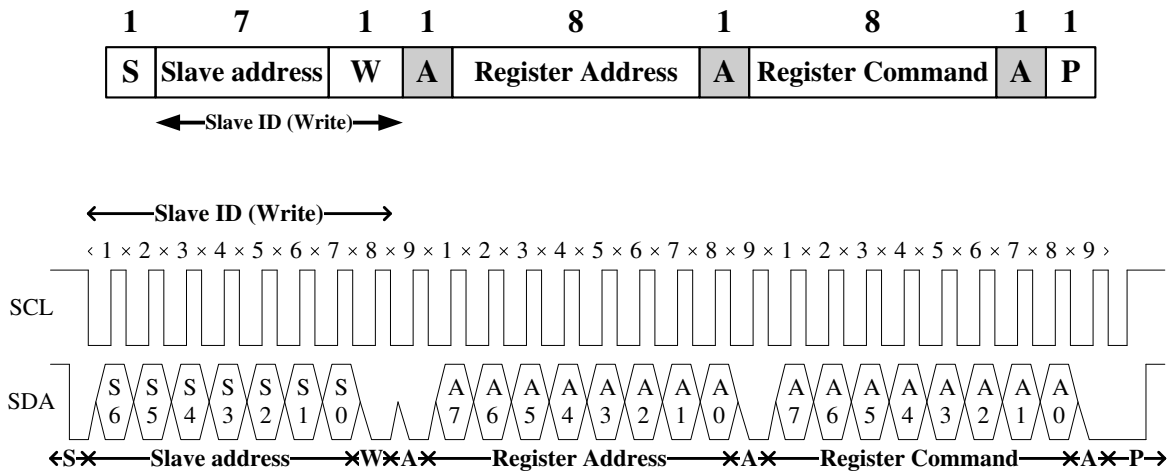 1 7 1 1 8 1 8 1 1
S Slave address W A Register Address A Register Command A P
Slave ID (Write)
Slave ID (Write)
‹ 1 × 2 × 3 × 4 × 5 × 6 × 7 × 8 × 9 × 1 × 2 × 3 × 4 × 5 × 6 × 7 × 8 × 9 × 1 × 2 × 3 × 4 × 5 × 6 × 7 × 8 × 9 ›
SCL
SDA S6 S5 S4 S3 S2 S1 S0 A7 A6 A5 A4 A3 A2 A1 A0 A7 A6 A5 A4 A3 A2 A1 A0
S Slave address W A Register Address A Register Command A P